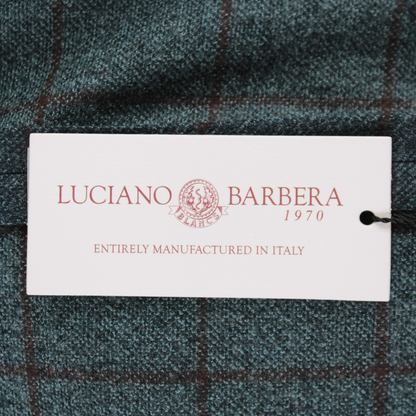 LUCIANO BARBERA
1970
ENTIRELY MANUFACTURED IN ITALY